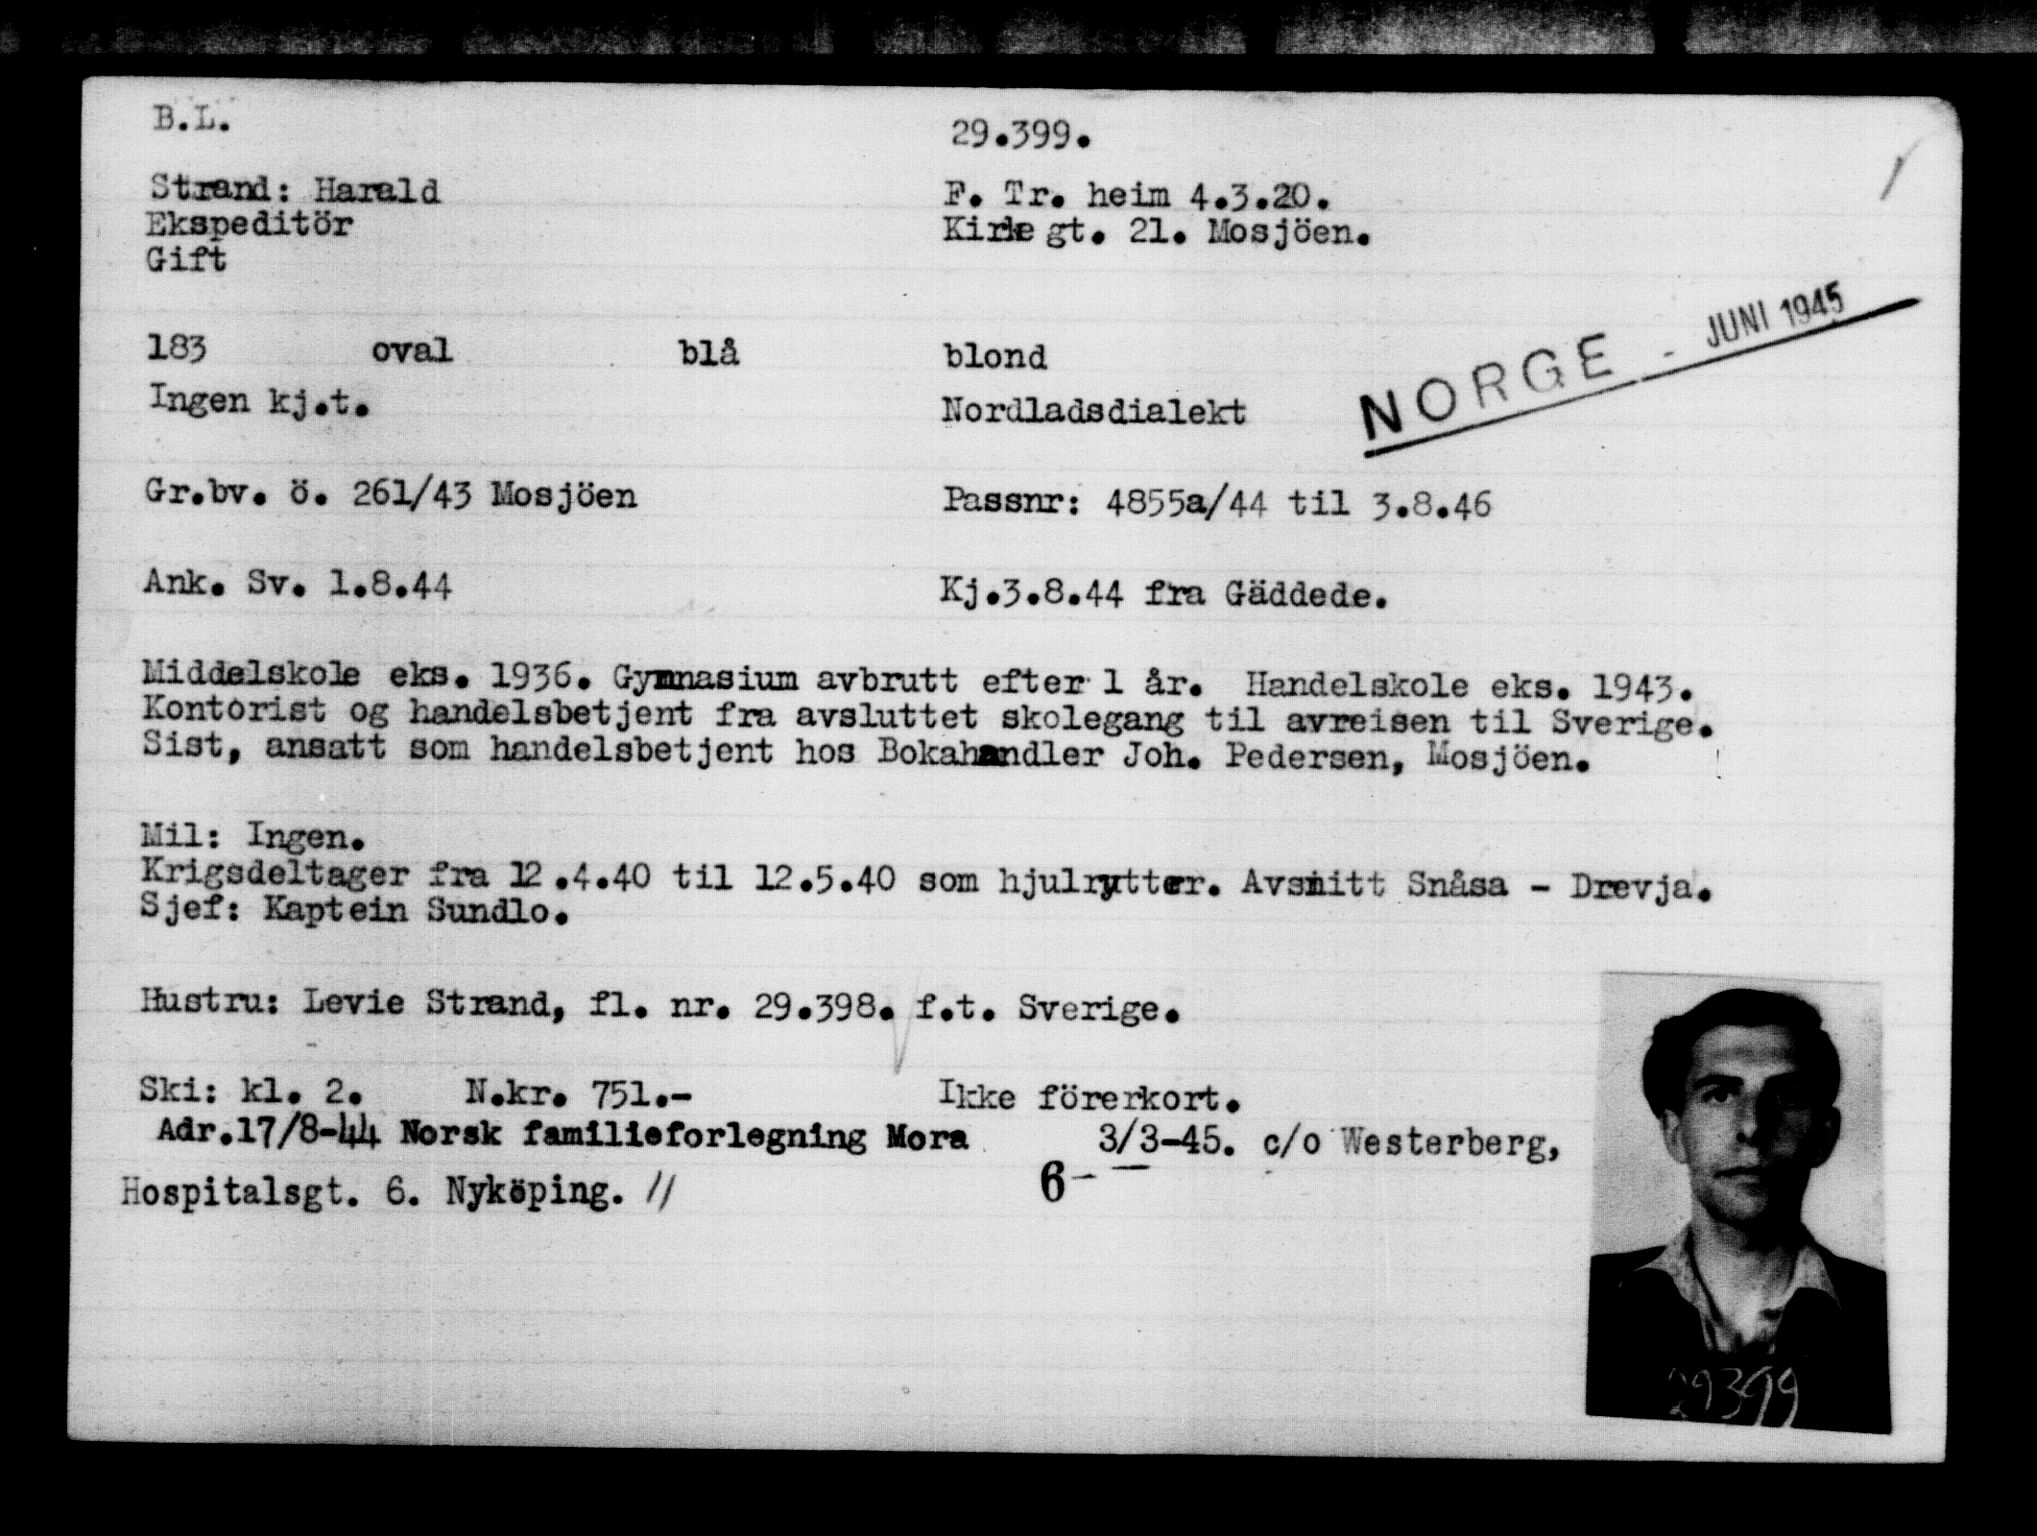 B.L.
29.399.
Strand: Harald
F. Tr. heim 4.3.20.
Ekspeditör
Kirkegt. 21. Mosjöen.
Gift
NORGE - JUNI 1945
183 oval blå blond
Ingen kj.t.
Nordladsdialekt
Gr.bv. ö. 261/43 Mosjöen
Passnr: 4855a/44 til 3.8.46
Ank. Sv. 1.8.44
Kj.3.8.44 fra Gäddede.
Middelskole eks. 1936. Gymnasium avbrutt efter 1 år. Handelskole eks. 1943.
Kontorist og handelsbetjent fra avsluttet skolegang til avreisen til Sverige.
Sist, ansatt som handelsbetjent hos Bokahandler Joh. Pedersen, Mosjöen.
Mil: Ingen.
Krigsdeltager fra 12.4.40 til 12.5.40 som hjulrytter. Avsnitt Snåsa - Drevja.
Sjef: Kaptein Sundlo.
Hustru: Levie Strand, fl. nr. 29.398. f.t. Sverige.
Ski: kl. 2. N.kr. 751.- Ikke förerkort.
Adr.17/8-44 Norsk familieforlegning Mora 3/3-45. c/o Westerberg,
6 - —
Hospitalsgt. 6. Nyköping. //
29399